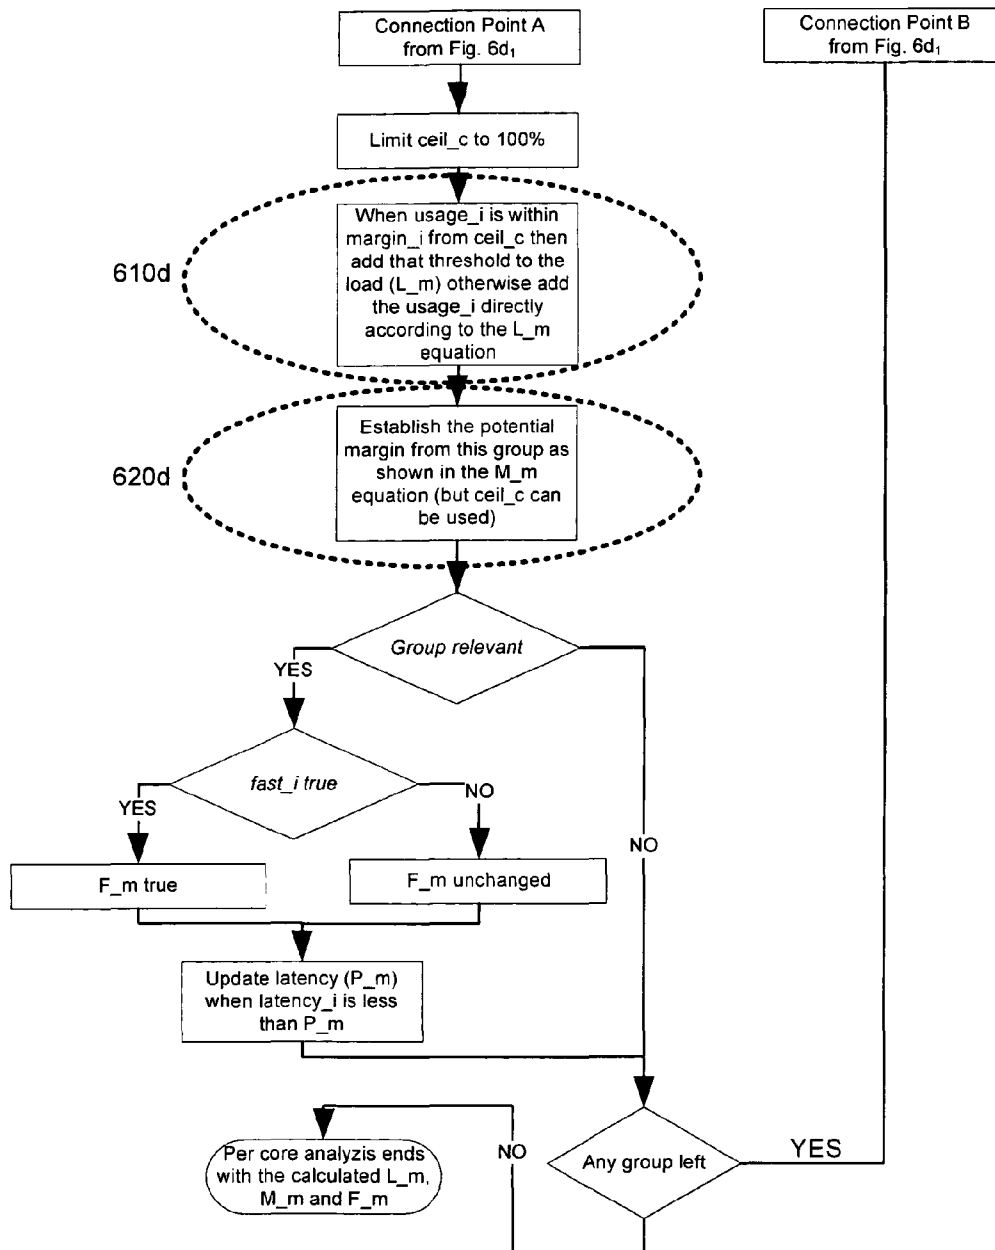 Connection Point A
from Fig. 6d₁
Connection Point B
from Fig. 6d₁
Limit ceil_c to 100%
610d
When usage_i is within
margin_i from ceil_c then
add that threshold to the
load (L_m) otherwise add
the usage_i directly
according to the L_m
equation
620d
Establish the potential
margin from this group as
shown in the M_m
equation (but ceil_c can
be used)
Group relevant
YES
fast_i true
YES
NO
NO
F_m true
F_m unchanged
Update latency (P_m)
when latency_i is less
than P_m
Per core analyzis ends
with the calculated L_m,
M_m and F_m
NO
Any group left
YES